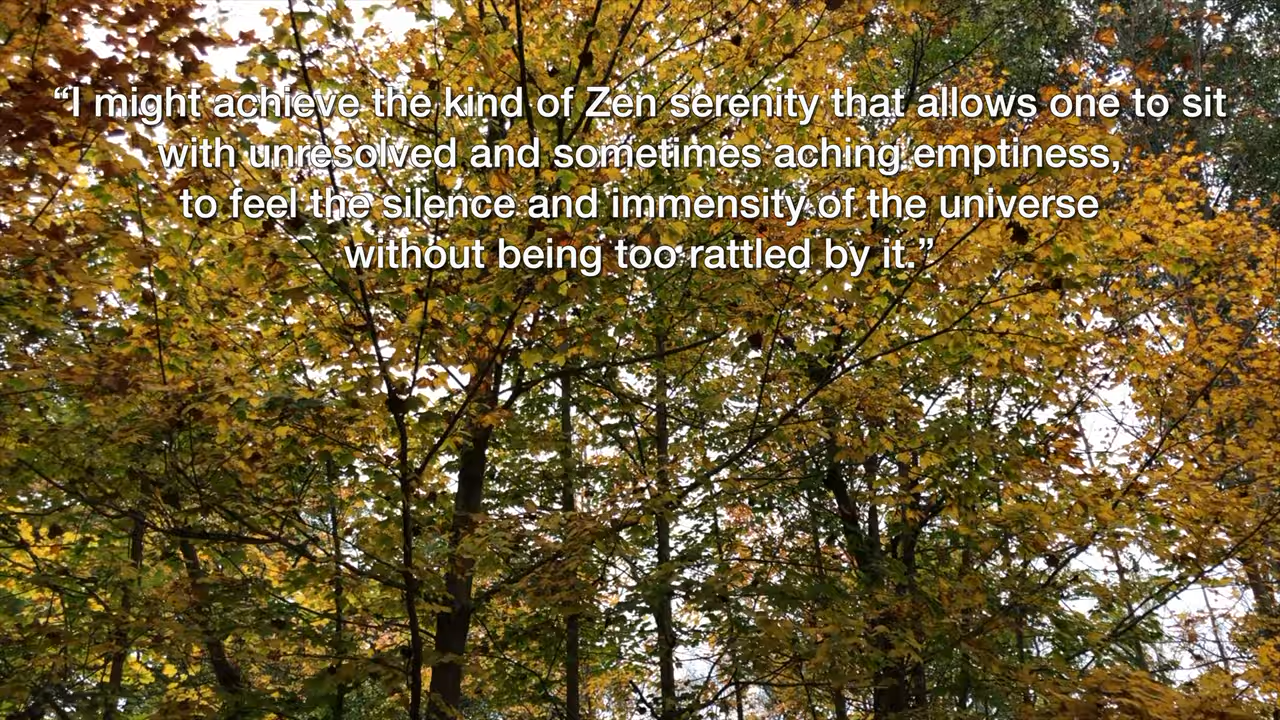 “I might achieve the kind of Zen serenity that allows one to sit
with unresolved and sometimes aching emptiness,
to feel the silence and immensity of the universe
without being too rattled by it.”